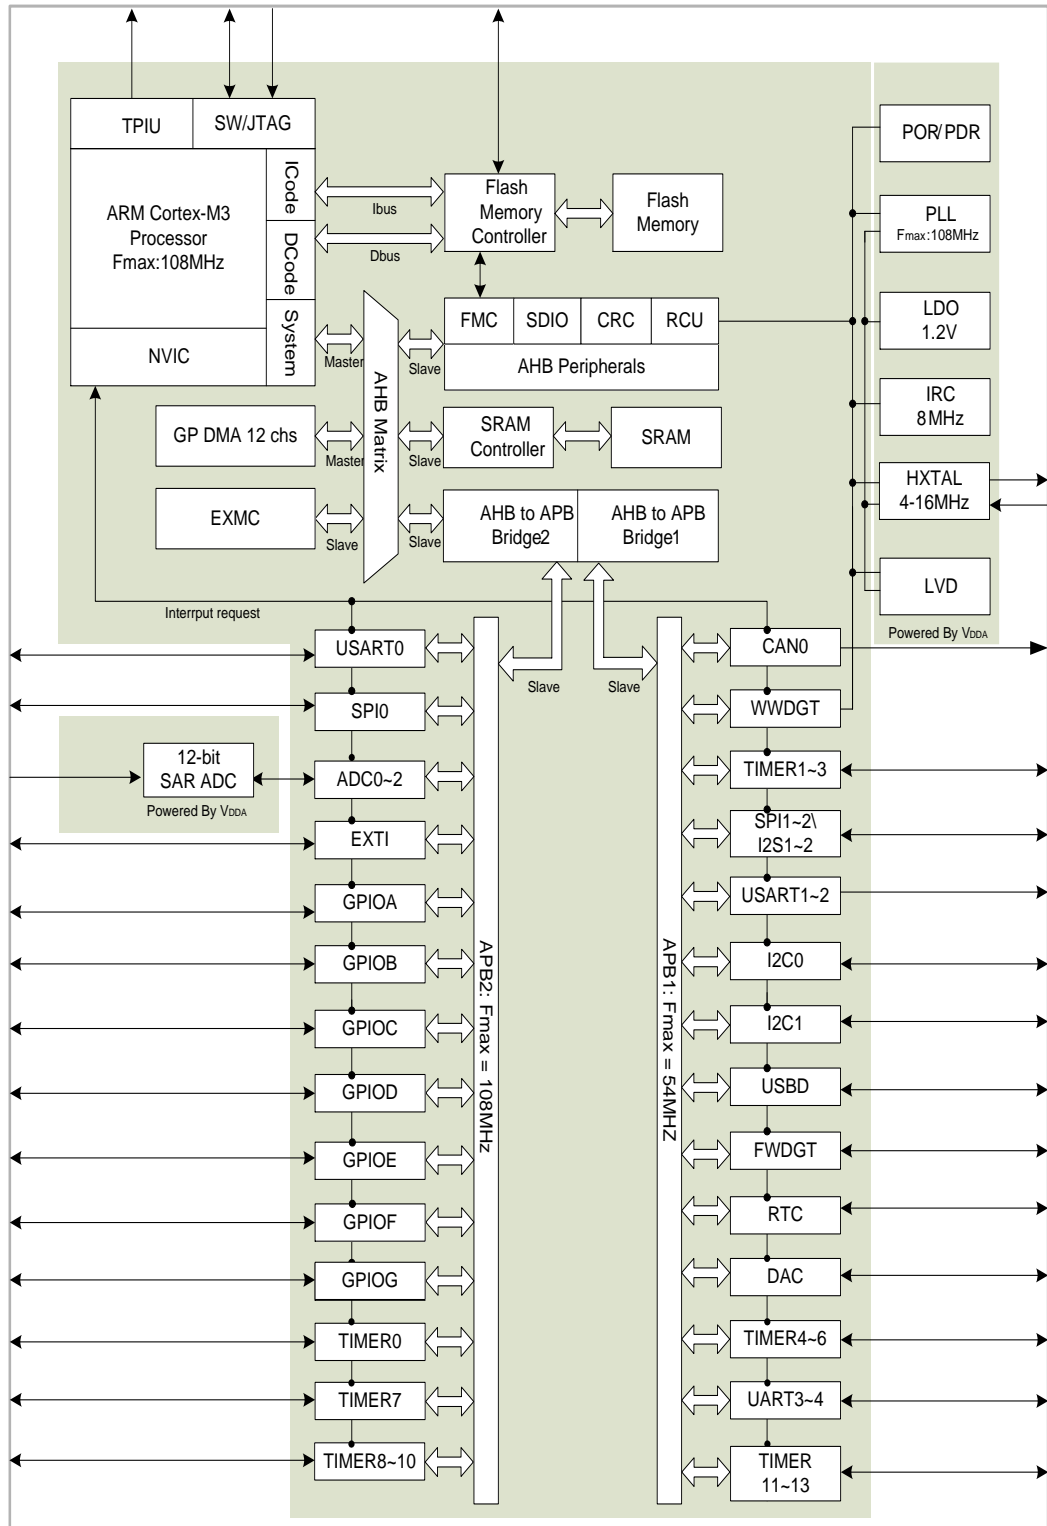 TPIU
SW/JTAG
ICode
DCode
System
ARM Cortex-M3
Processor
Fmax:108MHz
NVIC
Ibus
Dbus
Flash
Memory
Controller
Flash
Memory
FMC
SDIO
CRC
RCU
AHB Peripherals
Master
Slave
AHB Matrix
GP DMA 12 chs
Master
Slave
SRAM
Controller
SRAM
EXMC
Slave
Slave
AHB to APB
Bridge2
AHB to APB
Bridge1
POR/PDR
PLL
Fmax:108MHz
LDO
1.2V
IRC
8MHz
HXTAL
4-16MHz
LVD
Powered By VDDA
Interrput request
Slave
Slave
USART0
SPI0
12-bit
SAR ADC
Powered By VDDA
ADC0~2
EXTI
GPIOA
GPIOB
GPIOC
GPIOD
GPIOE
GPIOF
GPIOG
TIMER0
TIMER7
TIMER8~10
APB2: Fmax = 108MHz
APB1: Fmax = 54MHZ
CAN0
WWDGT
TIMER1~3
SPI1~2\
I2S1~2
USART1~2
I2C0
I2C1
USBD
FWDGT
RTC
DAC
TIMER4~6
UART3~4
TIMER
11~13